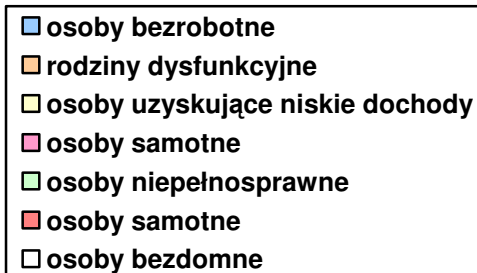 osoby bezrobotne
rodziny dysfunkcyjne
osoby uzyskujące niskie dochody
osoby samotne
osoby niepełnosprawne
osoby samotne
osoby bezdomne